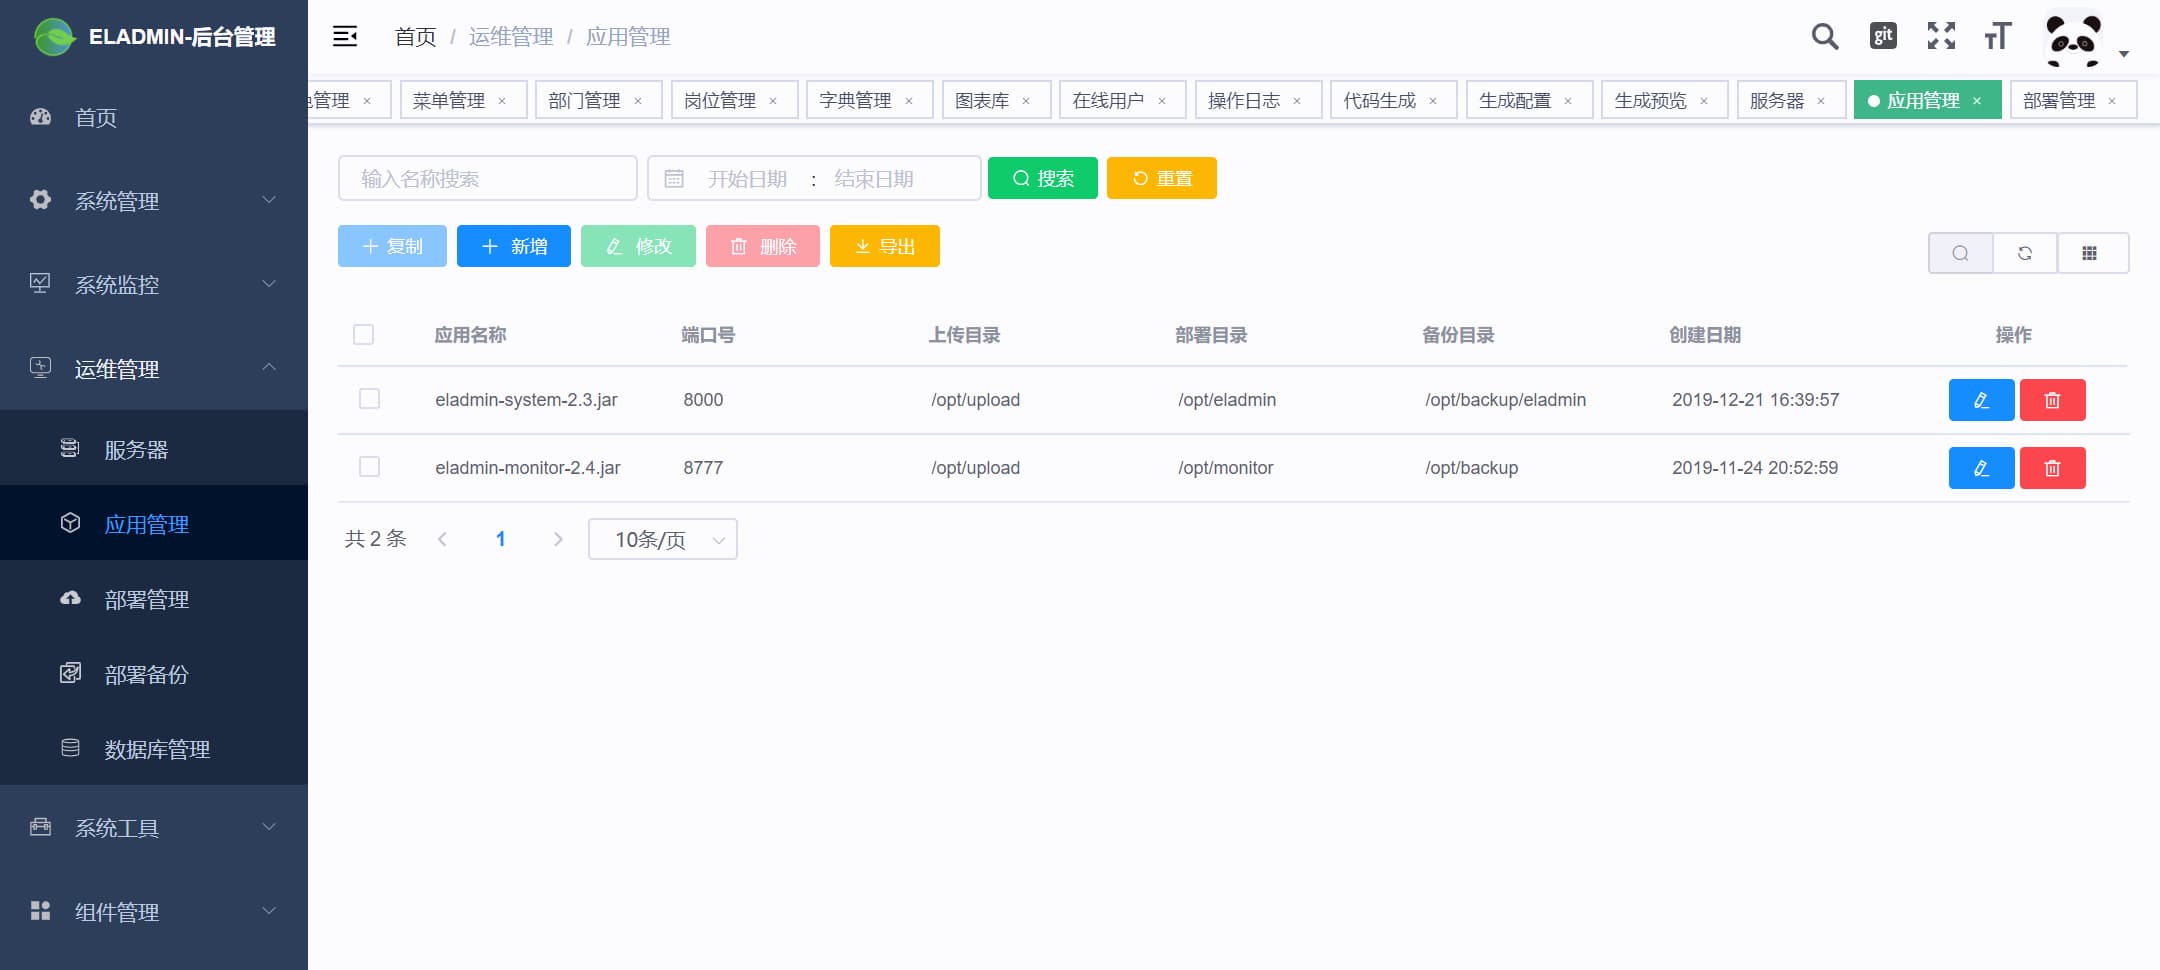 ELADMIN-后台管理
首页 / 运维管理 / 应用管理
git
管理 × 菜单管理 × 部门管理 × 岗位管理 × 字典管理 × 图表库 × 在线用户 × 操作日志 × 代码生成 × 生成配置 × 生成预览 × 服务器 × 应用管理 × 部署管理 ×
首页
系统管理
系统监控
运维管理
服务器
应用管理
部署管理
部署备份
数据库管理
系统工具
组件管理
输入名称搜索 开始日期 : 结束日期 搜索 重置
复制 新增 修改 删除 导出
应用名称 端口号 上传目录 部署目录 备份目录 创建日期 操作
eladmin-system-2.3.jar 8000 /opt/upload /opt/eladmin /opt/backup/eladmin 2019-12-21 16:39:57
eladmin-monitor-2.4.jar 8777 /opt/upload /opt/monitor /opt/backup 2019-11-24 20:52:59
共 2 条 1 10条/页